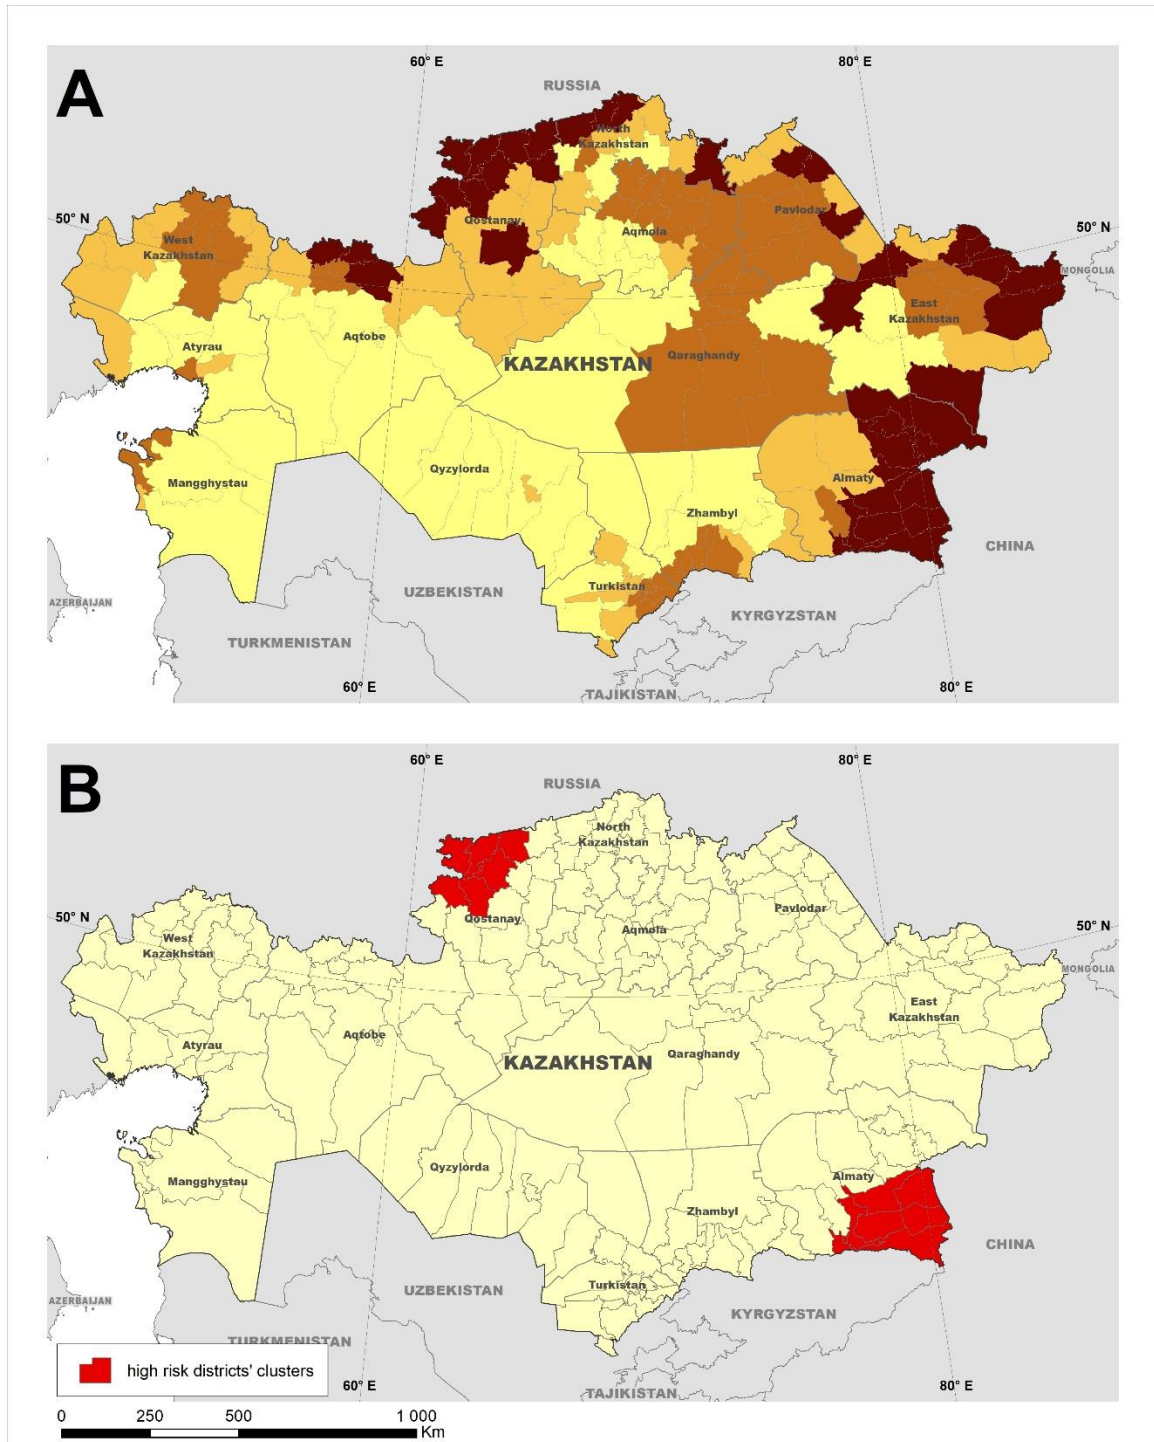 A
60° E
80° E
RUSSIA
North
Kazakhstan
50° N
Qostanay
Pavlodar
50° N
West
Kazakhstan
Aqmola
MONGOLIA
East
Kazakhstan
Atyrau
Aqtobe
KAZAKHSTAN
Qaraghandy
Mangghystau
Qyzylorda
Almaty
Zhambyl
CHINA
Turkistan
UZBEKISTAN
AZERBAIJAN
KYRGYZSTAN
TURKMENISTAN
60° E
TAJIKISTAN
80° E
B
60° E
80° E
RUSSIA
North
Kazakhstan
50° N
Qostanay
Pavlodar
50° N
West
Kazakhstan
Aqmola
MONGOLIA
East
Kazakhstan
Atyrau
Aqtobe
KAZAKHSTAN
Qaraghandy
Mangghystau
Qyzylorda
Almaty
Zhambyl
CHINA
Turkistan
UZBEKISTAN
AZERBAIJAN
KYRGYZSTAN
TURKMENISTAN
high risk districts' clusters
60° E
TAJIKISTAN
80° E
0 250 500 1 000
Km